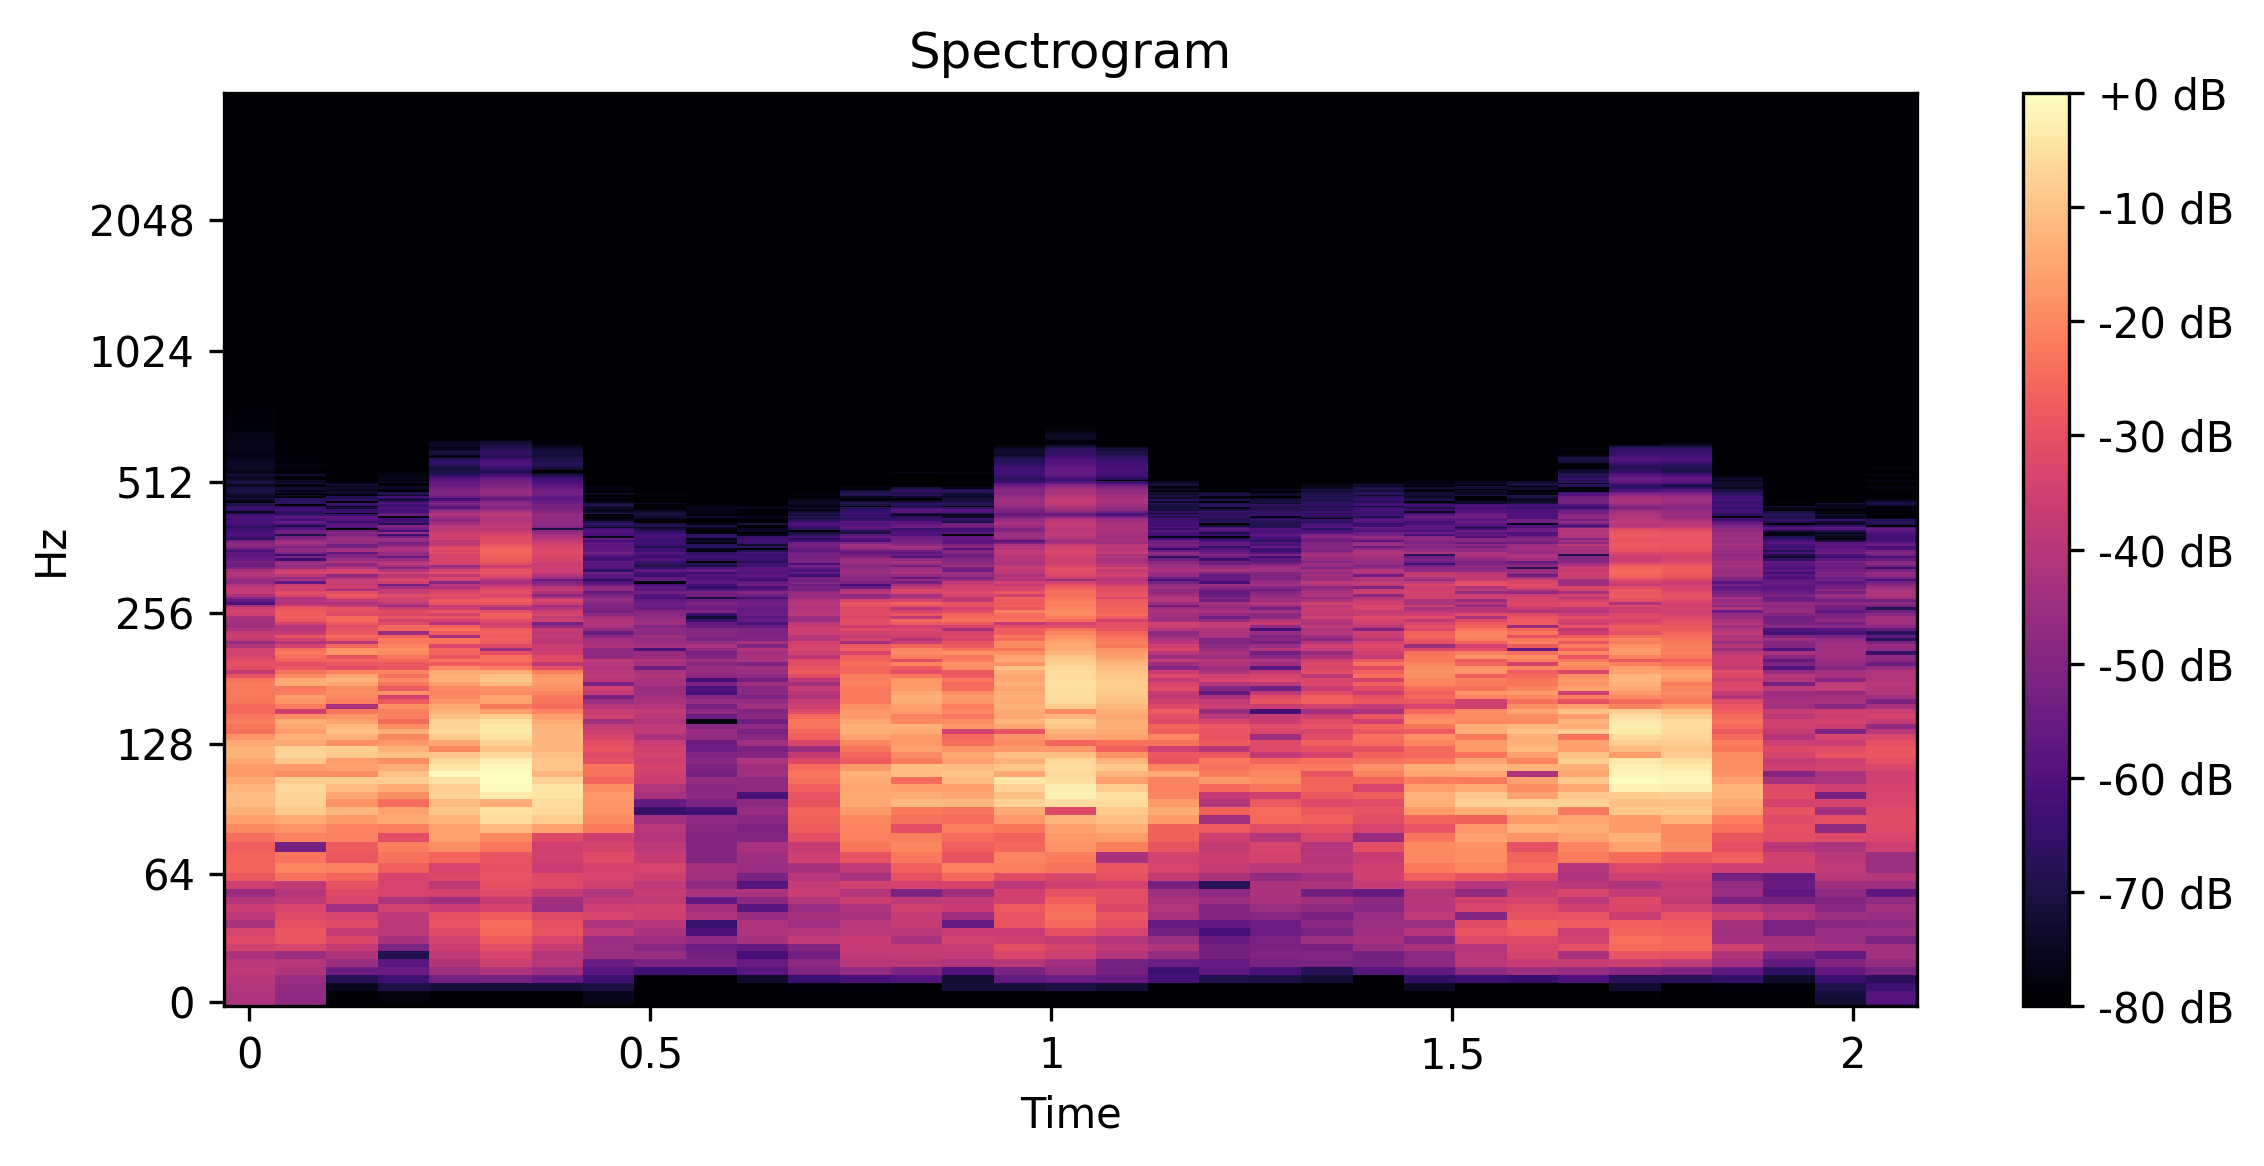 Spectrogram
Hz
2048
1024
512
256
128
64
0
0 0.5 1 1.5 2
Time
+0 dB
-10 dB
-20 dB
-30 dB
-40 dB
-50 dB
-60 dB
-70 dB
-80 dB